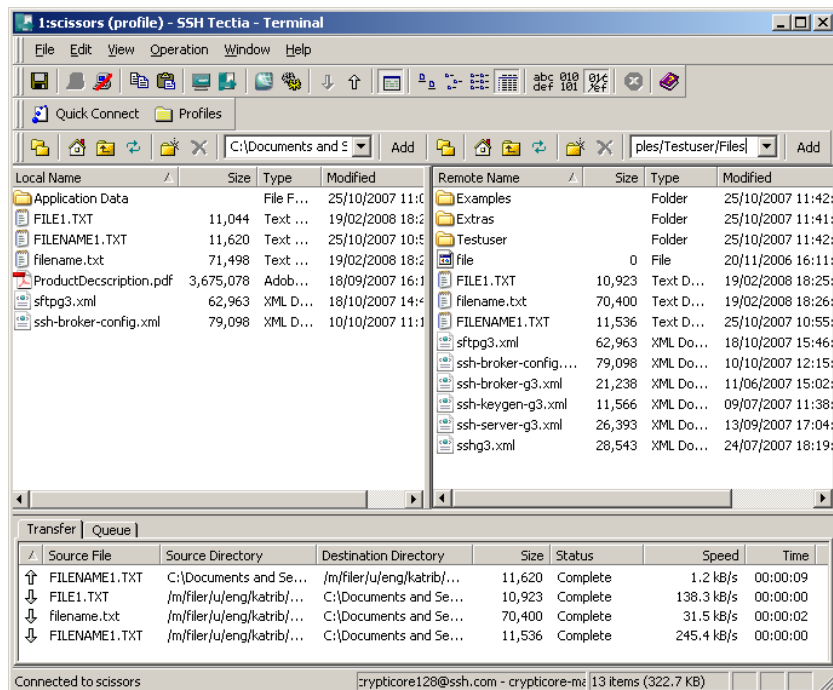 1:scissors (profile) - SSH Tectia - Terminal
File Edit View Operation Window Help
abc def 010 101
Quick Connect Profiles
C:\Documents and S Add ples/Testuser/Files Add
Local Name Size Type Modified
Application Data File F... 25/10/2007 11:0
FILE1.TXT 11,044 Text ... 19/02/2008 18:2
FILENAME1.TXT 11,620 Text ... 25/10/2007 10:5
filename.txt 71,498 Text ... 19/02/2008 18:2
ProductDecscription.pdf 3,675,078 Adob... 18/09/2007 16:1
sftpg3.xml 62,963 XML D... 18/10/2007 14:4
ssh-broker-config.xml 79,098 XML D... 10/10/2007 11:1
Remote Name Size Type Modified
Examples Folder 25/10/2007 11:42:
Extras Folder 25/10/2007 11:41:
Testuser Folder 25/10/2007 11:42:
file 0 File 20/11/2006 16:11:
FILE1.TXT 10,923 Text D... 19/02/2008 18:25:
filename.txt 70,400 Text D... 19/02/2008 18:26:
FILENAME1.TXT 11,536 Text D... 25/10/2007 10:55:
sftpg3.xml 62,963 XML Do... 18/10/2007 15:46:
ssh-broker-config.... 79,098 XML Do... 10/10/2007 12:15:
ssh-broker-g3.xml 21,238 XML Do... 11/06/2007 15:02:
ssh-keygen-g3.xml 11,566 XML Do... 09/07/2007 11:38:
ssh-server-g3.xml 26,393 XML Do... 13/09/2007 17:04:
sshg3.xml 28,543 XML Do... 24/07/2007 18:19:
Transfer Queue
Source File Source Directory Destination Directory Size Status Speed Time
FILENAME1.TXT C:\Documents and Se... /m/filer/u/eng/katrib/... 11,620 Complete 1.2 kB/s 00:00:09
FILE1.TXT /m/filer/u/eng/katrib/... C:\Documents and Se... 10,923 Complete 138.3 kB/s 00:00:00
filename.txt /m/filer/u/eng/katrib/... C:\Documents and Se... 70,400 Complete 31.5 kB/s 00:00:02
FILENAME1.TXT /m/filer/u/eng/katrib/... C:\Documents and Se... 11,536 Complete 245.4 kB/s 00:00:00
Connected to scissors crypticore128@ssh.com - crypticore-ma 13 items (322.7 KB)